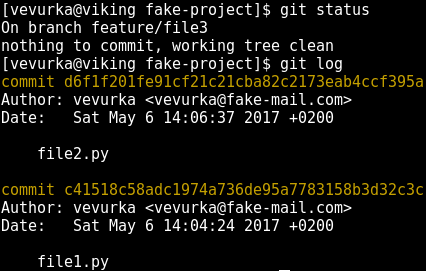 [vevurka@viking fake-project]$ git status
On branch feature/file3
nothing to commit, working tree clean
[vevurka@viking fake-project]$ git log
commit d6f1f201fe91cf21c21cba82c2173eab4ccf395a
Author: vevurka <vevurka@fake-mail.com>
Date:   Sat May 6 14:06:37 2017 +0200
file2.py
commit c41518c58adc1974a736de95a7783158b3d32c3c
Author: vevurka <vevurka@fake-mail.com>
Date:   Sat May 6 14:04:24 2017 +0200
file1.py